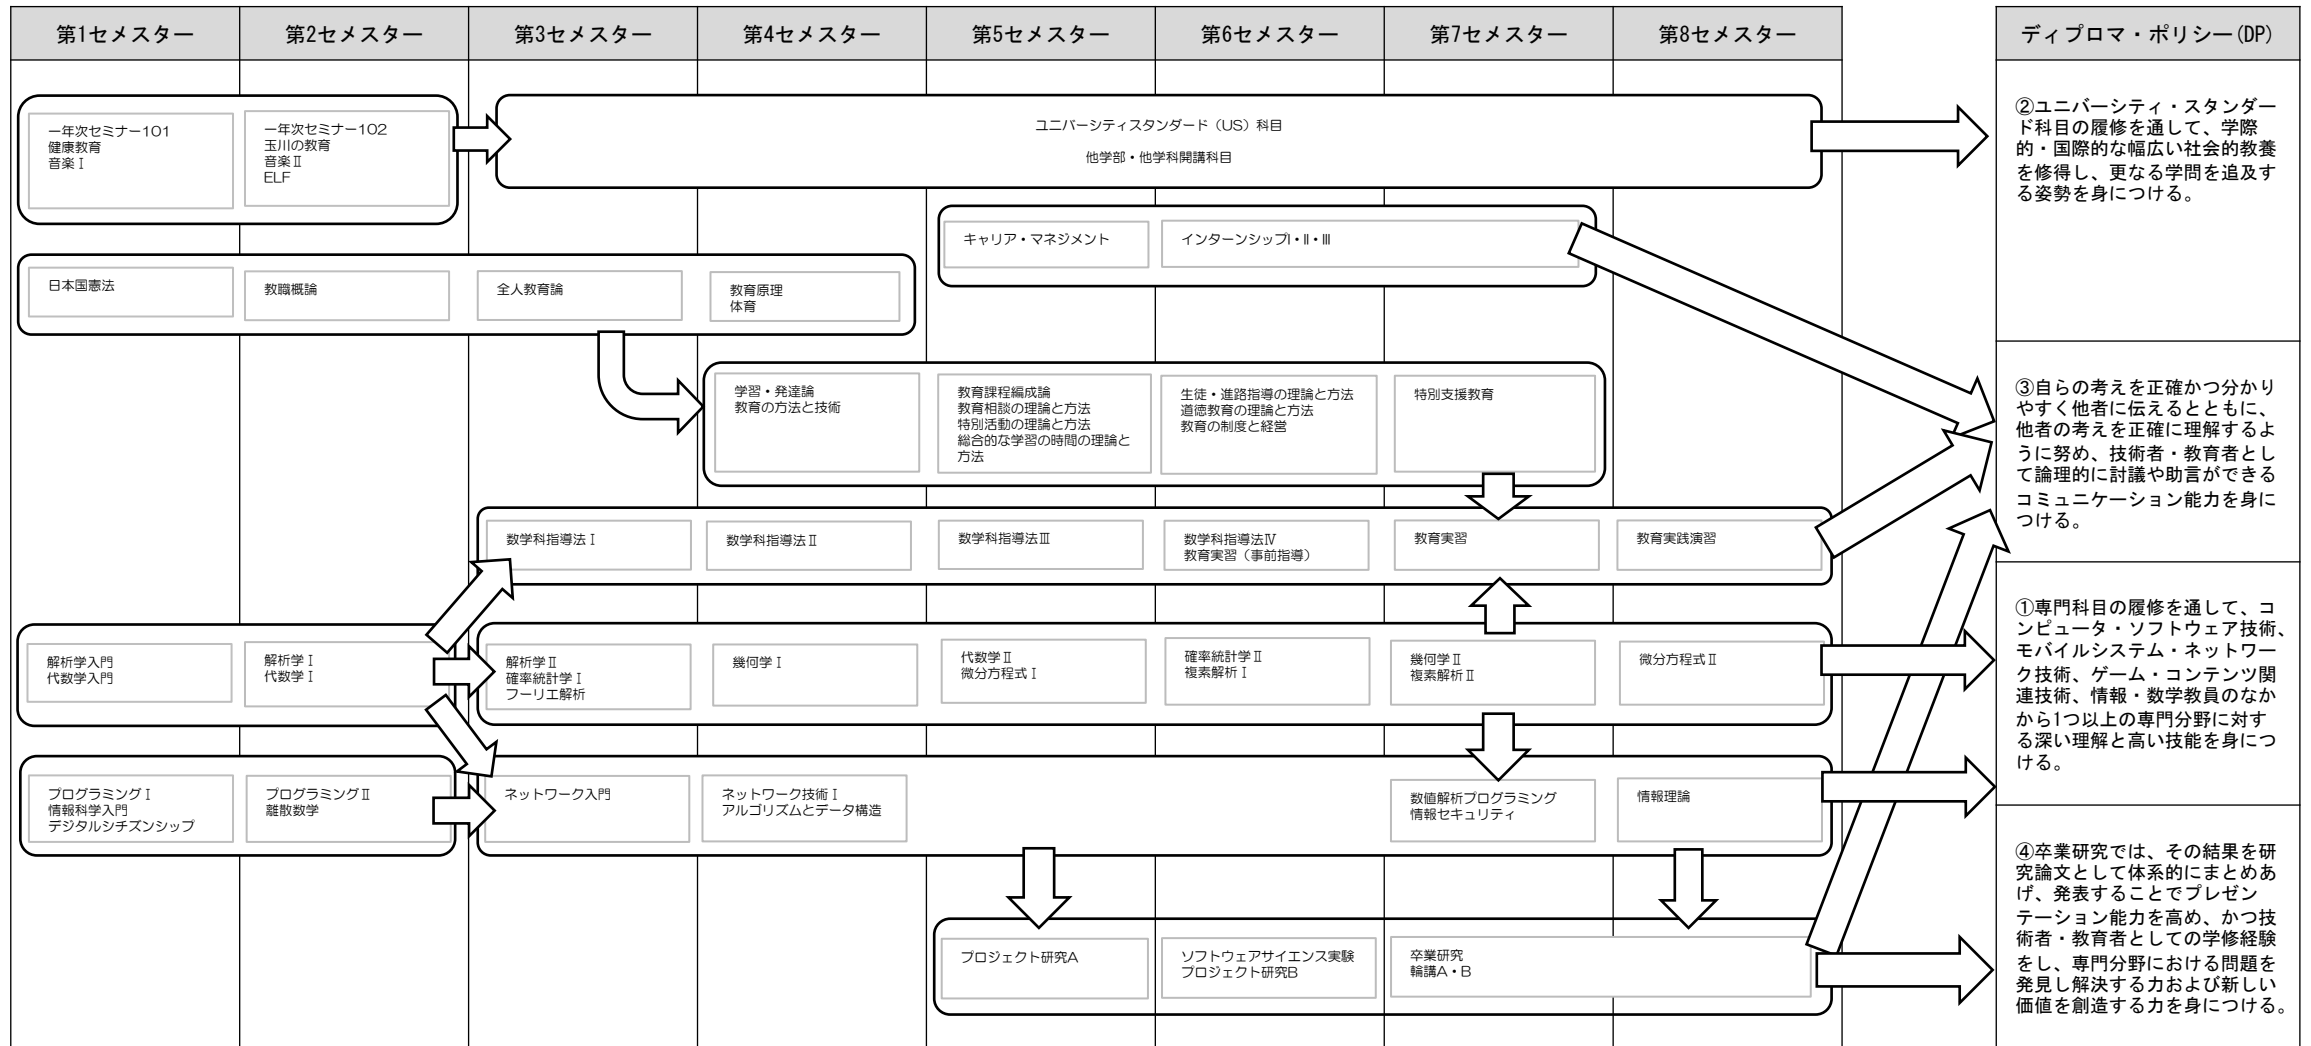 第1セメスター
第2セメスター
第3セメスター
第4セメスター
第5セメスター
第6セメスター
第7セメスター
第8セメスター
ディプロマ・ポリシー(DP)
一年次セミナー101
健康教育
音楽Ⅰ
一年次セミナー102
玉川の教育
音楽Ⅱ
ELF
ユニバーシティスタンダード（US）科目
他学部・他学科開講科目
②ユニバーシティ・スタンダー
ド科目の履修を通して、学際
的・国際的な幅広い社会的教養
を修得し、更なる学問を追及す
る姿勢を身につける。
キャリア・マネジメント
インターンシップⅠ・Ⅱ・Ⅲ
日本国憲法
教職概論
全人教育論
教育原理
体育
学習・発達論
教育の方法と技術
教育課程編成論
教育相談の理論と方法
特別活動の理論と方法
総合的な学習の時間の理論と
方法
生徒・進路指導の理論と方法
道徳教育の理論と方法
教育の制度と経営
特別支援教育
③自らの考えを正確かつ分かり
やすく他者に伝えるとともに、
他者の考えを正確に理解するよ
うに努め、技術者・教育者とし
て論理的に討議や助言ができる
コミュニケーション能力を身に
つける。
数学科指導法Ⅰ
数学科指導法Ⅱ
数学科指導法Ⅲ
数学科指導法Ⅳ
教育実習（事前指導）
教育実習
教育実践演習
解析学入門
代数学入門
解析学Ⅰ
代数学Ⅰ
解析学Ⅱ
確率統計学Ⅰ
フーリエ解析
幾何学Ⅰ
代数学Ⅱ
微分方程式Ⅰ
確率統計学Ⅱ
複素解析Ⅰ
幾何学Ⅱ
複素解析Ⅱ
微分方程式Ⅱ
①専門科目の履修を通して、コ
ンピュータ・ソフトウェア技術、
モバイルシステム・ネットワー
ク技術、ゲーム・コンテンツ関
連技術、情報・数学教員のなか
から1つ以上の専門分野に対す
る深い理解と高い技能を身につ
ける。
プログラミングⅠ
情報科学入門
デジタルシチズンシップ
プログラミングⅡ
離散数学
ネットワーク入門
ネットワーク技術Ⅰ
アルゴリズムとデータ構造
数値解析プログラミング
情報セキュリティ
情報理論
④卒業研究では、その結果を研
究論文として体系的にまとめあ
げ、発表することでプレゼン
テーション能力を高め、かつ技
術者・教育者としての学修経験
をし、専門分野における問題を
発見し解決する力および新しい
価値を創造する力を身につける。
プロジェクト研究A
ソフトウェアサイエンス実験
プロジェクト研究B
卒業研究
輪講A・B